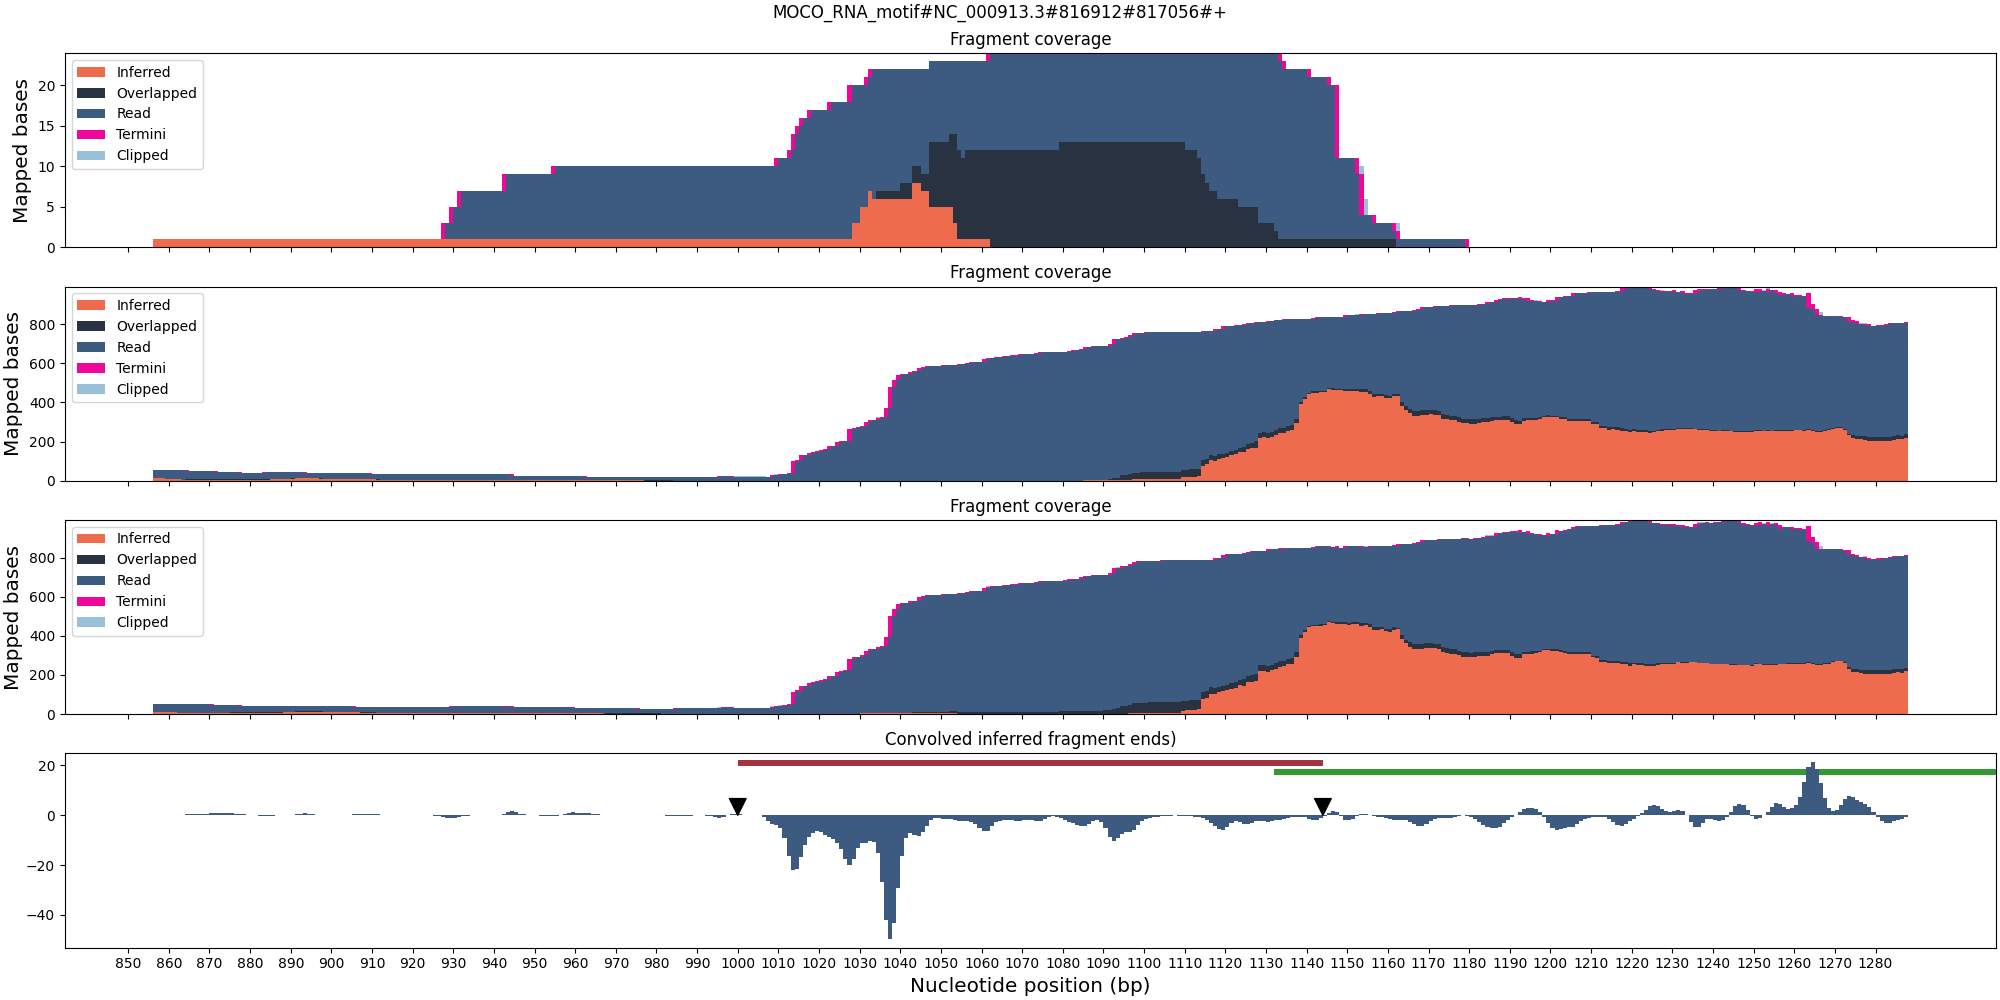 MOCO_RNA_motif#NC_000913.3#816912#817056#+
Fragment coverage
Mapped bases
20
15
10
5
0
Inferred
Overlapped
Read
Termini
Clipped
Fragment coverage
Mapped bases
800
600
400
200
0
Inferred
Overlapped
Read
Termini
Clipped
Fragment coverage
Mapped bases
800
600
400
200
0
Inferred
Overlapped
Read
Termini
Clipped
Convolved inferred fragment ends)
20
0
−20
−40
850 860 870 880 890 900 910 920 930 940 950 960 970 980 990 1000 1010 1020 1030 1040 1050 1060 1070 1080 1090 1100 1110 1120 1130 1140 1150 1160 1170 1180 1190 1200 1210 1220 1230 1240 1250 1260 1270 1280
Nucleotide position (bp)